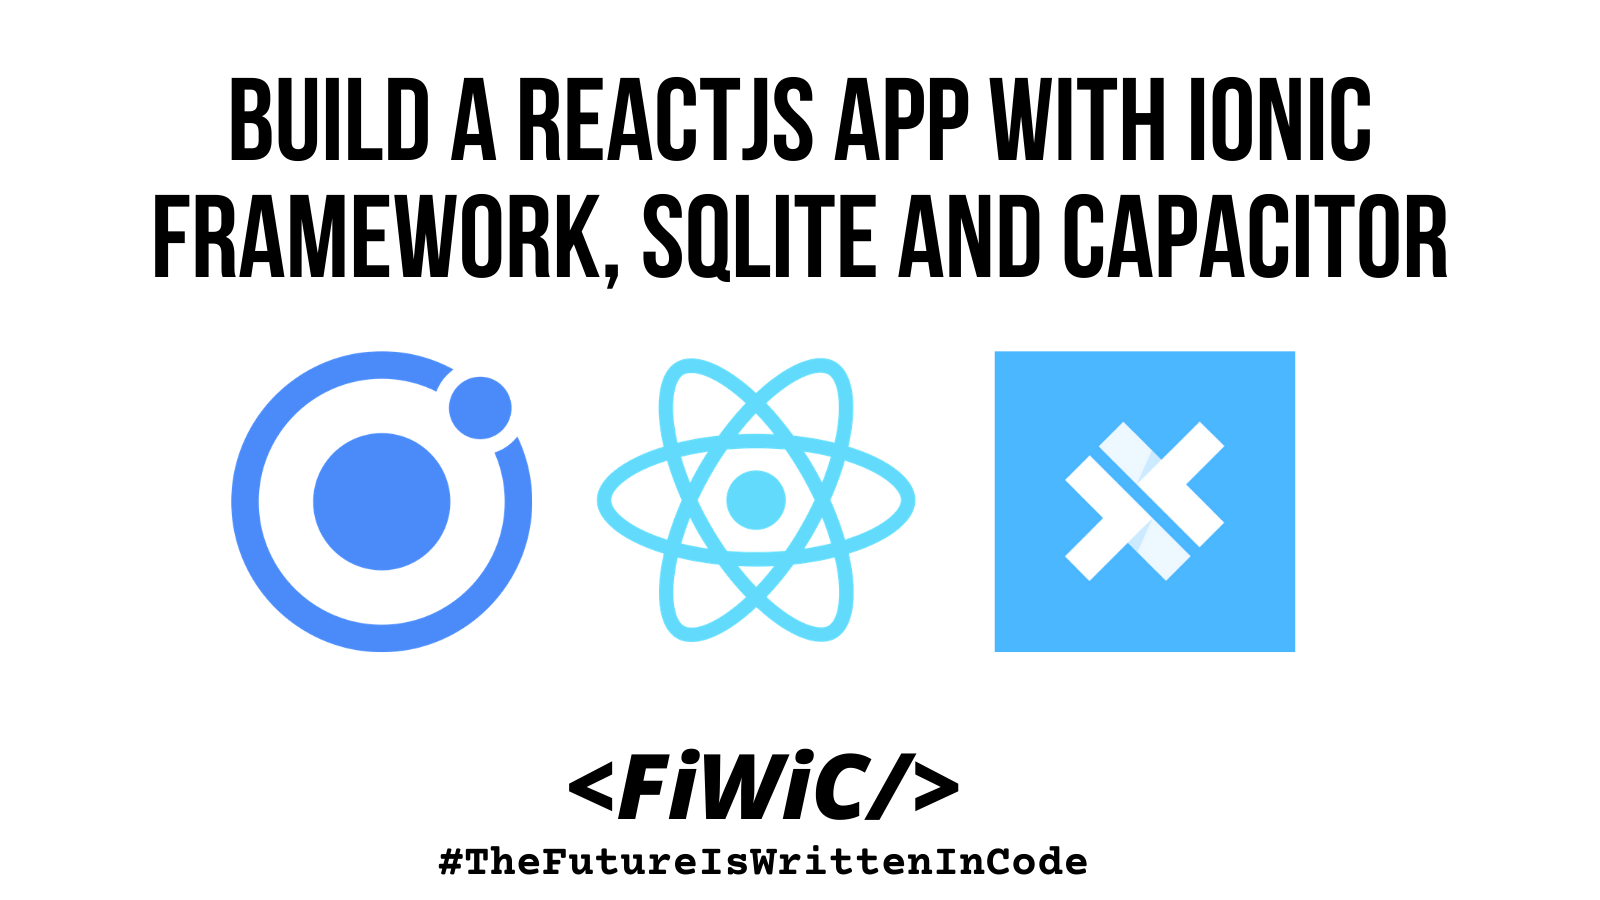 BUILD A REACTJS APP WITH IONIC
FRAMEWORK, SQLITE AND CAPACITOR
<FiWiC/>
#TheFutureIsWrittenInCode